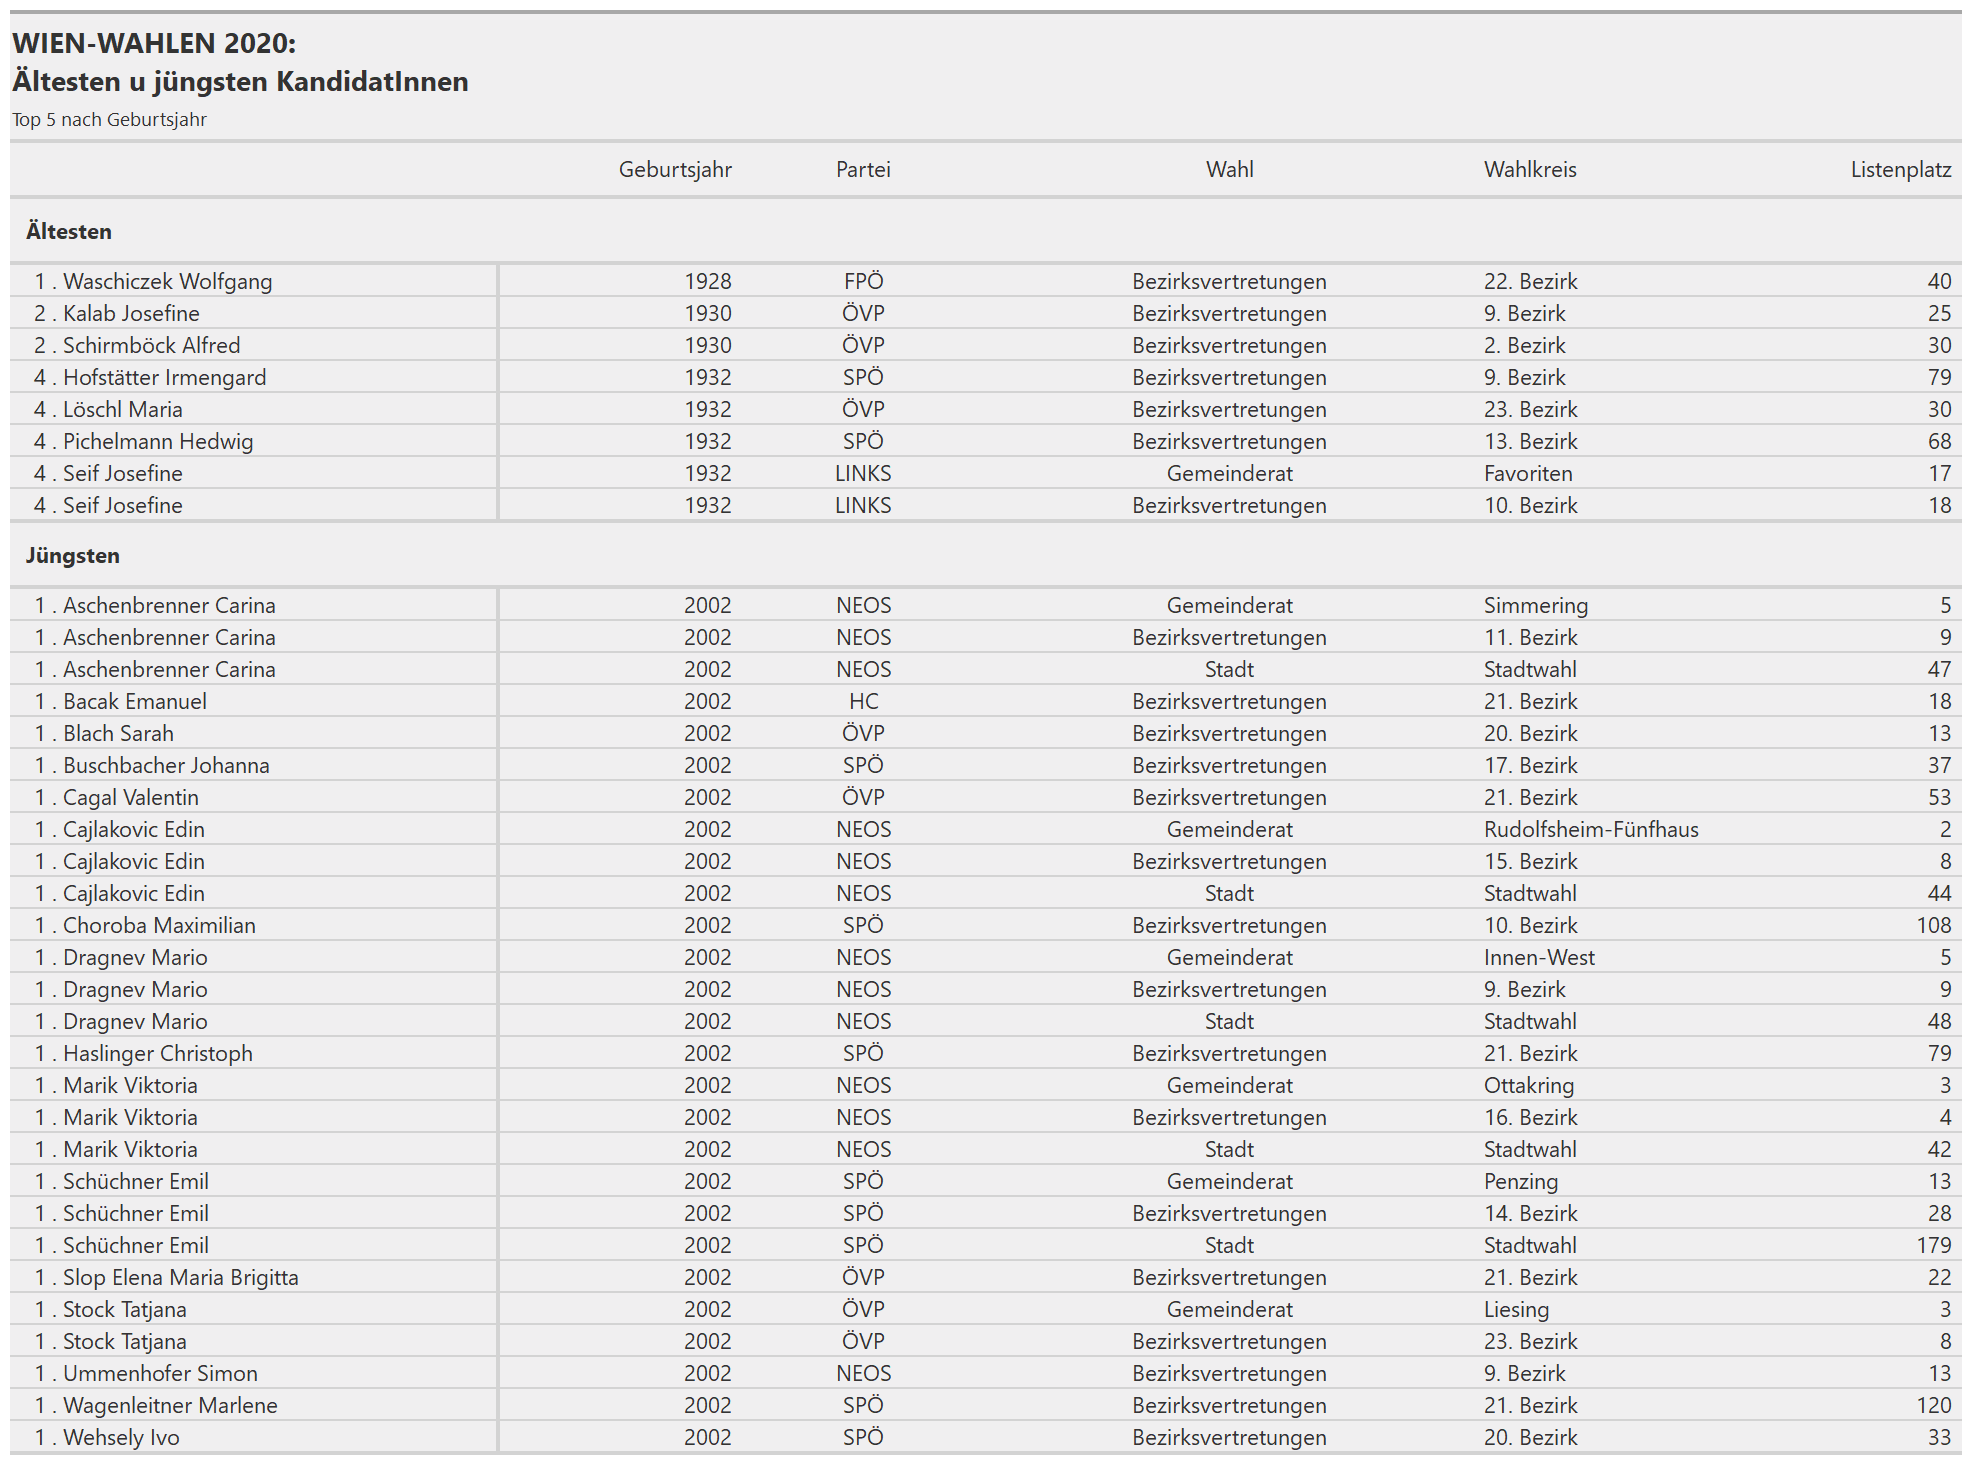 WIEN-WAHLEN 2020:
Ältesten u jüngsten KandidatInnen
Top 5 nach Geburtsjahr
Geburtsjahr Partei Wahl Wahlkreis Listenplatz
Ältesten
1 . Waschiczek Wolfgang 1928 FPÖ Bezirksvertretungen 22. Bezirk 40
2 . Kalab Josefine 1930 ÖVP Bezirksvertretungen 9. Bezirk 25
2 . Schirmböck Alfred 1930 ÖVP Bezirksvertretungen 2. Bezirk 30
4 . Hofstätter Irmengard 1932 SPÖ Bezirksvertretungen 9. Bezirk 79
4 . Löschl Maria 1932 ÖVP Bezirksvertretungen 23. Bezirk 30
4 . Pichelmann Hedwig 1932 SPÖ Bezirksvertretungen 13. Bezirk 68
4 . Seif Josefine 1932 LINKS Gemeinderat Favoriten 17
4 . Seif Josefine 1932 LINKS Bezirksvertretungen 10. Bezirk 18
Jüngsten
1 . Aschenbrenner Carina 2002 NEOS Gemeinderat Simmering 5
1 . Aschenbrenner Carina 2002 NEOS Bezirksvertretungen 11. Bezirk 9
1 . Aschenbrenner Carina 2002 NEOS Stadt Stadtwahl 47
1 . Bacak Emanuel 2002 HC Bezirksvertretungen 21. Bezirk 18
1 . Blach Sarah 2002 ÖVP Bezirksvertretungen 20. Bezirk 13
1 . Buschbacher Johanna 2002 SPÖ Bezirksvertretungen 17. Bezirk 37
1 . Cagal Valentin 2002 ÖVP Bezirksvertretungen 21. Bezirk 53
1 . Cajlakovic Edin 2002 NEOS Gemeinderat Rudolfsheim-Fünfhaus 2
1 . Cajlakovic Edin 2002 NEOS Bezirksvertretungen 15. Bezirk 8
1 . Cajlakovic Edin 2002 NEOS Stadt Stadtwahl 44
1 . Choroba Maximilian 2002 SPÖ Bezirksvertretungen 10. Bezirk 108
1 . Dragnev Mario 2002 NEOS Gemeinderat Innen-West 5
1 . Dragnev Mario 2002 NEOS Bezirksvertretungen 9. Bezirk 9
1 . Dragnev Mario 2002 NEOS Stadt Stadtwahl 48
1 . Haslinger Christoph 2002 SPÖ Bezirksvertretungen 21. Bezirk 79
1 . Marik Viktoria 2002 NEOS Gemeinderat Ottakring 3
1 . Marik Viktoria 2002 NEOS Bezirksvertretungen 16. Bezirk 4
1 . Marik Viktoria 2002 NEOS Stadt Stadtwahl 42
1 . Schüchner Emil 2002 SPÖ Gemeinderat Penzing 13
1 . Schüchner Emil 2002 SPÖ Bezirksvertretungen 14. Bezirk 28
1 . Schüchner Emil 2002 SPÖ Stadt Stadtwahl 179
1 . Slop Elena Maria Brigitta 2002 ÖVP Bezirksvertretungen 21. Bezirk 22
1 . Stock Tatjana 2002 ÖVP Gemeinderat Liesing 3
1 . Stock Tatjana 2002 ÖVP Bezirksvertretungen 23. Bezirk 8
1 . Ummenhofer Simon 2002 NEOS Bezirksvertretungen 9. Bezirk 13
1 . Wagenleitner Marlene 2002 SPÖ Bezirksvertretungen 21. Bezirk 120
1 . Wehsely Ivo 2002 SPÖ Bezirksvertretungen 20. Bezirk 33